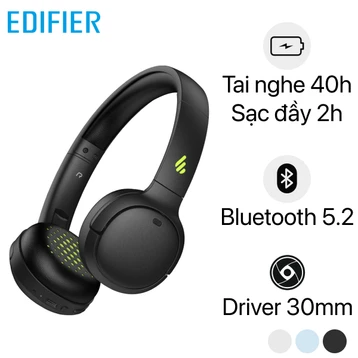 EDIFIER
Tai nghe 40h
Sạc đầy 2h
Bluetooth 5.2
Driver 30mm